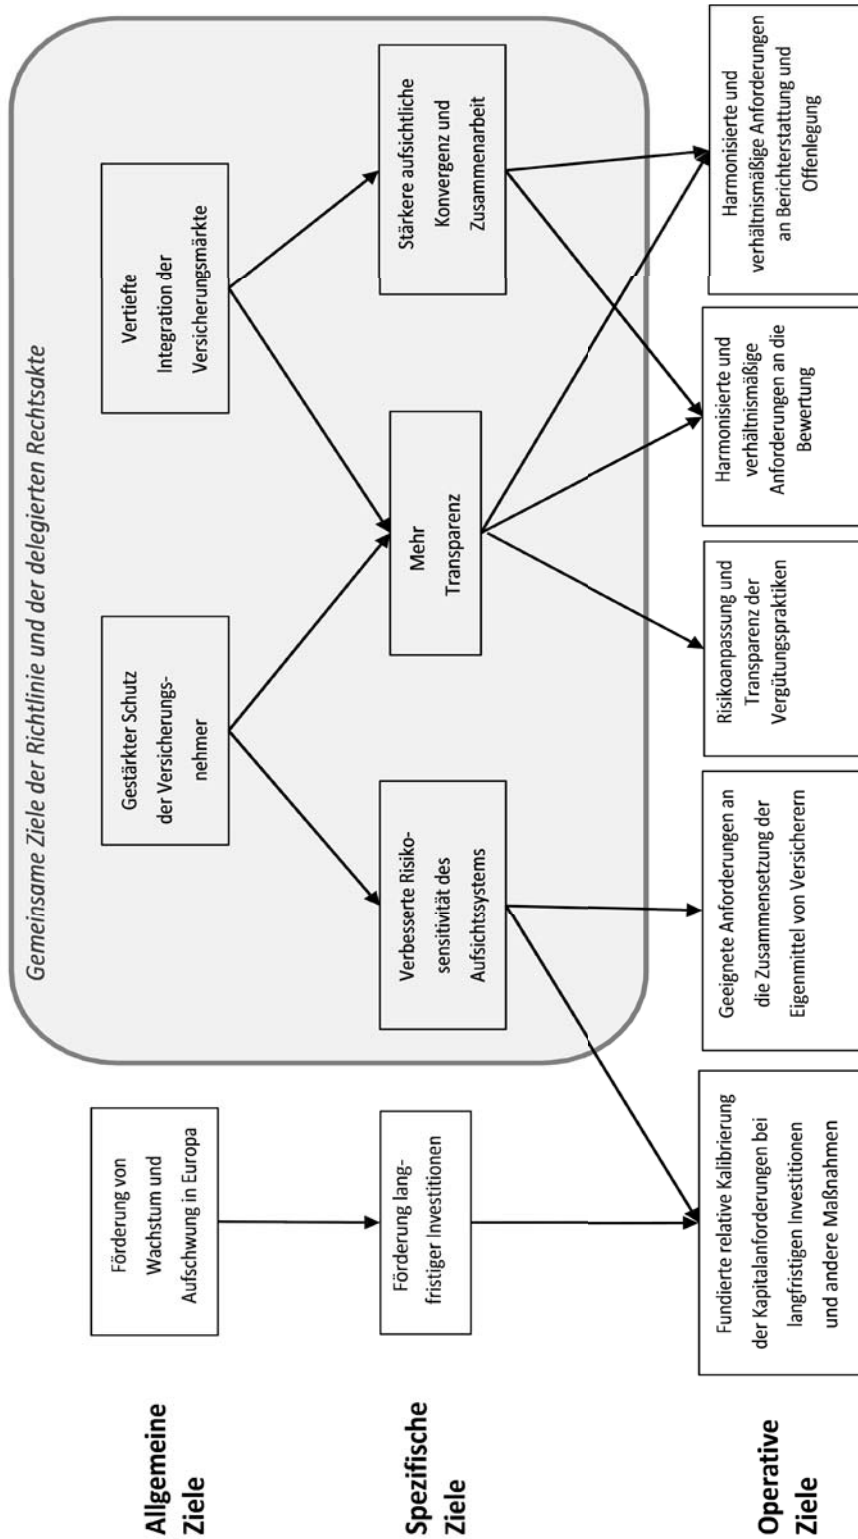 Gemeinsame Ziele der Richtlinie und der delegierten Rechtsakte
Allgemeine
Ziele
Förderung von
Wachstum und
Aufschwung in Europa
Gestärkter Schutz
der Versicherungs-
nehmer
Vertiefte
Integration der
Versicherungsmärkte
Spezifische
Ziele
Förderung lang-
fristiger Investitionen
Verbesserte Risiko-
sensitivität des
Aufsichtssystems
Mehr
Transparenz
Stärkere aufsichtliche
Konvergenz und
Zusammenarbeit
Operative
Ziele
Fundierte relative Kalibrierung
der Kapitalanforderungen bei
langfristigen Investitionen
und andere Maßnahmen
Geeignete Anforderungen an
die Zusammensetzung der
Eigenmittel von Versicherern
Risikoanpassung und
Transparenz der
Vergütungspraktiken
Harmonisierte und
verhältnismäßige
Anforderungen an die
Bewertung
Harmonisierte und
verhältnismäßige Anforderungen
an Berichterstattung und
Offenlegung